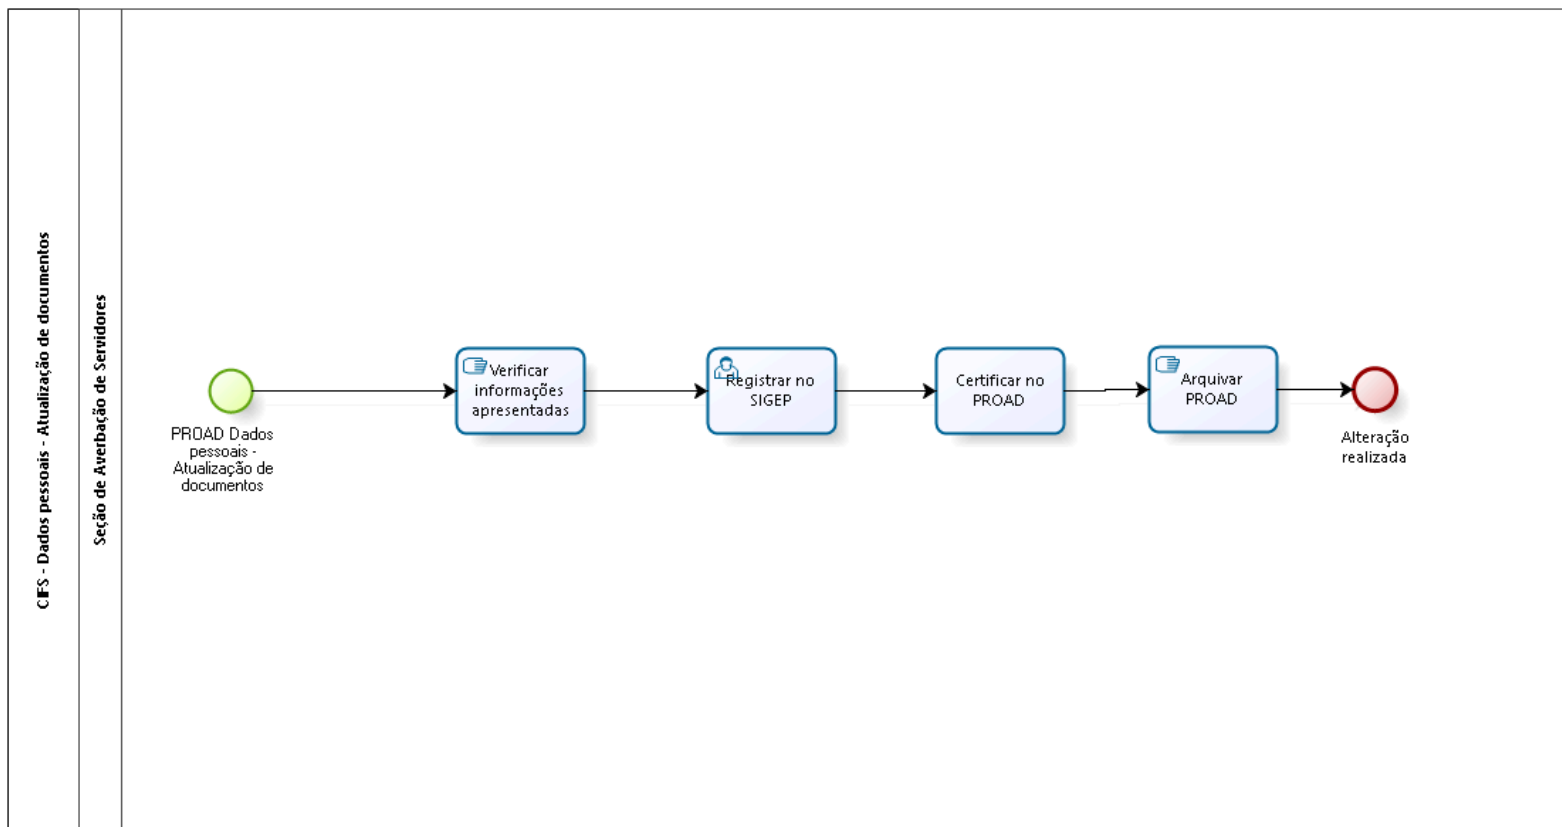 CIFS - Dados pessoais - Atualização de documentos
Seção de Averbação de Servidores
PROAD Dados
pessoais -
Atualização de
documentos
Verificar
informações
apresentadas
Registrar no
SIGEP
Certificar no
PROAD
Arquivar
PROAD
Alteração
realizada